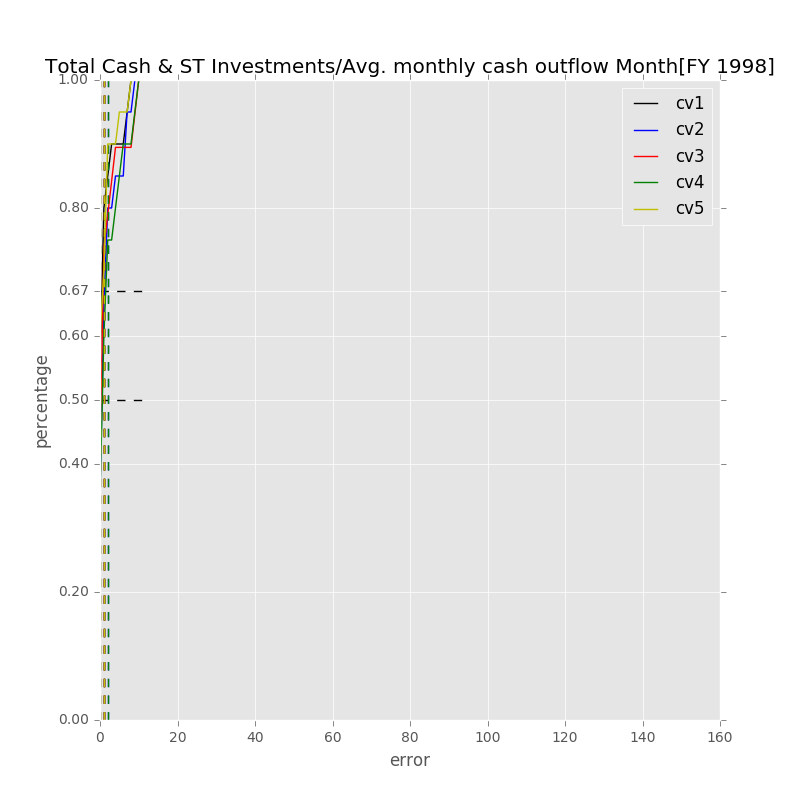 Total Cash & ST Investments/Avg. monthly cash outflow Month[FY 1998]
1.00
cv1
cv2
cv3
cv4
cv5
0.80
0.67
0.60
percentage
0.50
0.40
0.20
0.00
0 20 40 60 80 100 120 140 160
error